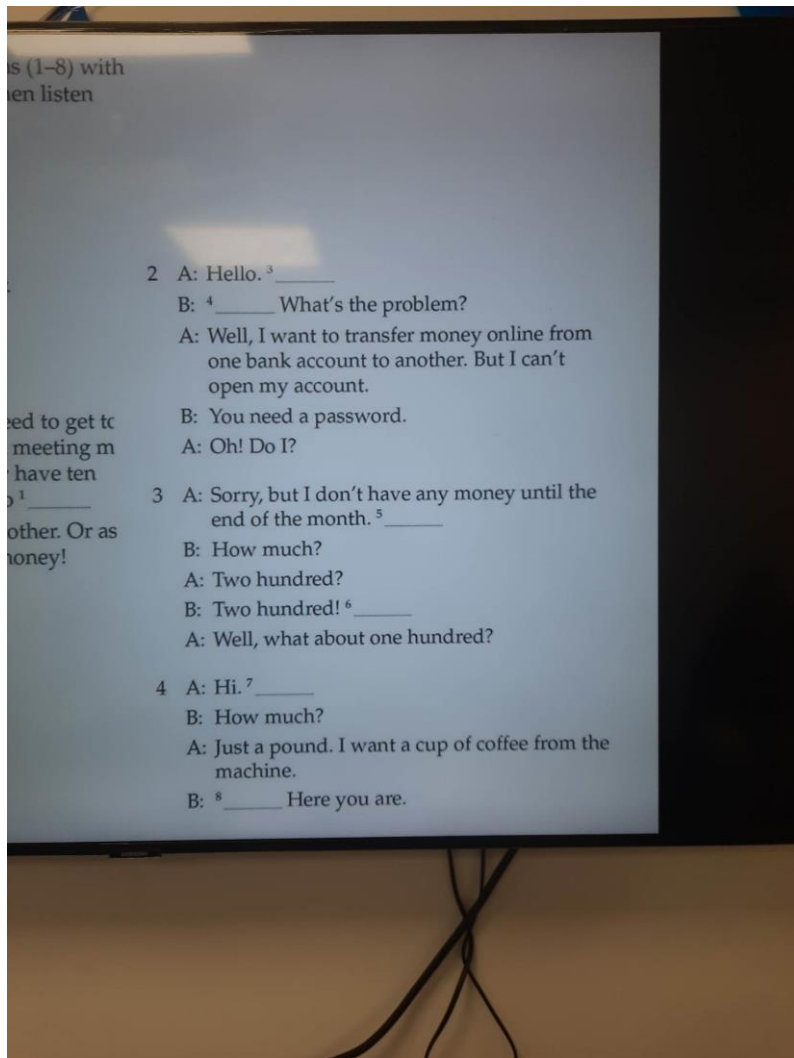 s (1–8) with
en listen
2 A: Hello. ³______
B: ⁴______ What's the problem?
A: Well, I want to transfer money online from
one bank account to another. But I can't
open my account.
B: You need a password.
A: Oh! Do I?
eed to get to
meeting m
have ten
¹______
other. Or as
noney!
3 A: Sorry, but I don't have any money until the
end of the month. ⁵______
B: How much?
A: Two hundred?
B: Two hundred! ⁶______
A: Well, what about one hundred?
4 A: Hi. ⁷______
B: How much?
A: Just a pound. I want a cup of coffee from the
machine.
B: ⁸______ Here you are.